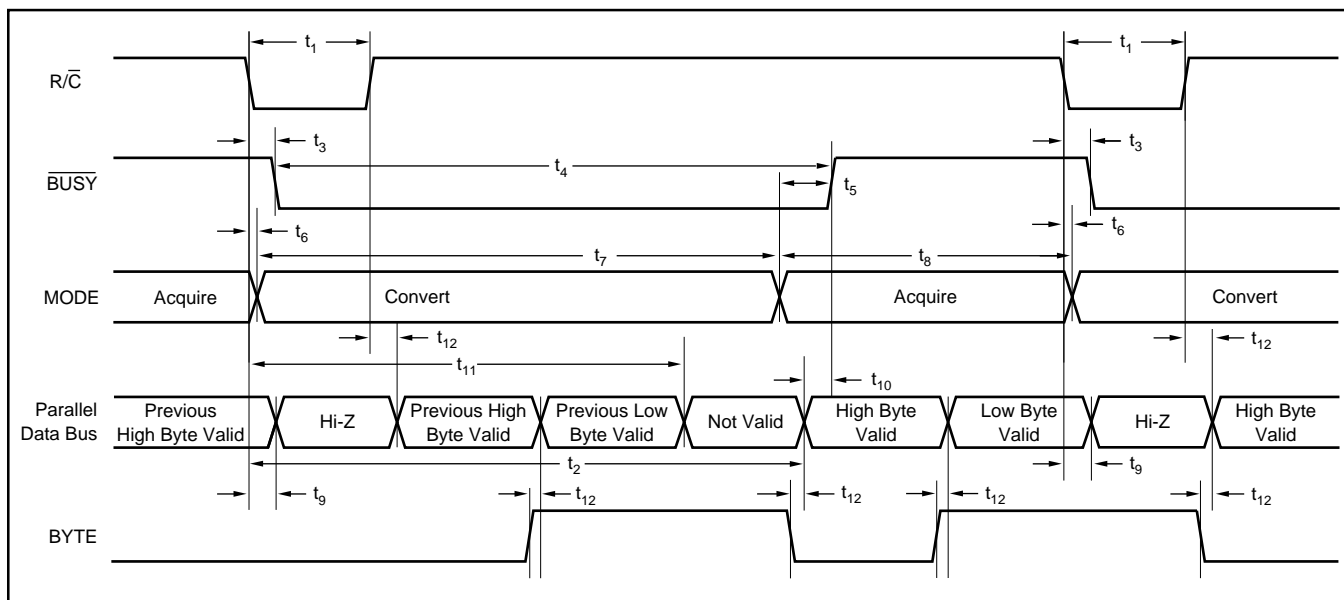 t1 t1
R/C̅
t3 t3
t4
B̅U̅S̅Y̅ t5
t6 t6
t7 t8
MODE Acquire Convert Acquire Convert
t12 t12
t11
t10
Parallel
Data Bus
Previous
High Byte Valid
Hi-Z
Previous High
Byte Valid
Previous Low
Byte Valid
Not Valid
High Byte
Valid
Low Byte
Valid
Hi-Z
High Byte
Valid
t2
t9 t12 t12 t12 t9 t12
BYTE